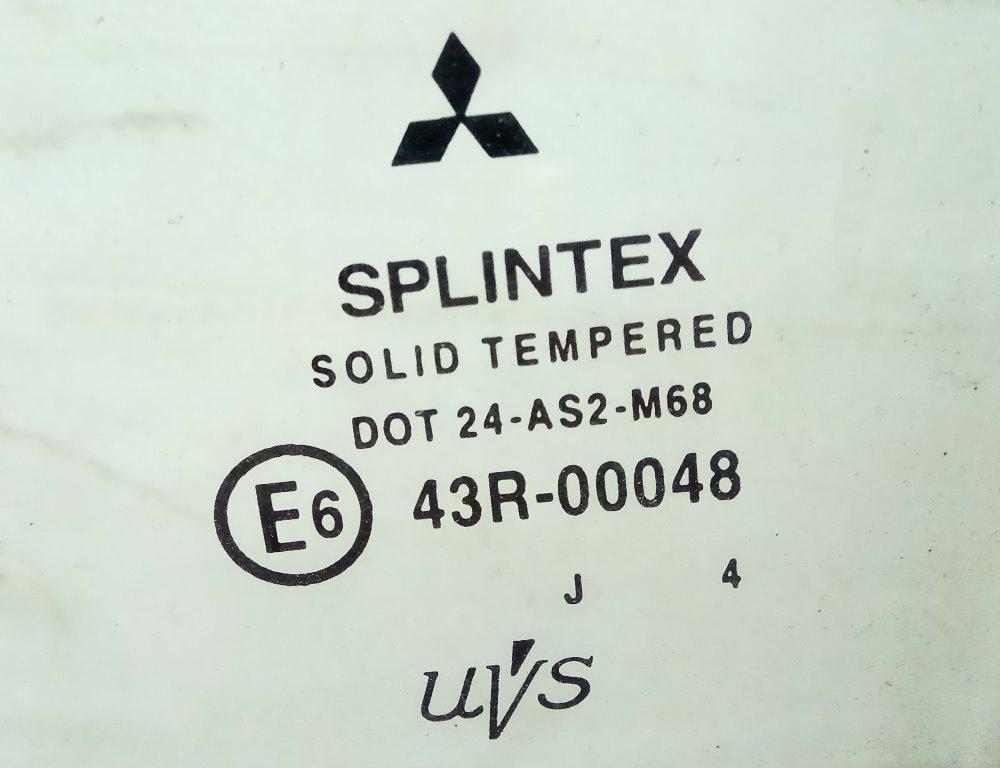 SPLINTEX
SOLID TEMPERED
DOT 24-AS2-M68
E6 43R-00048
J 4
uvs